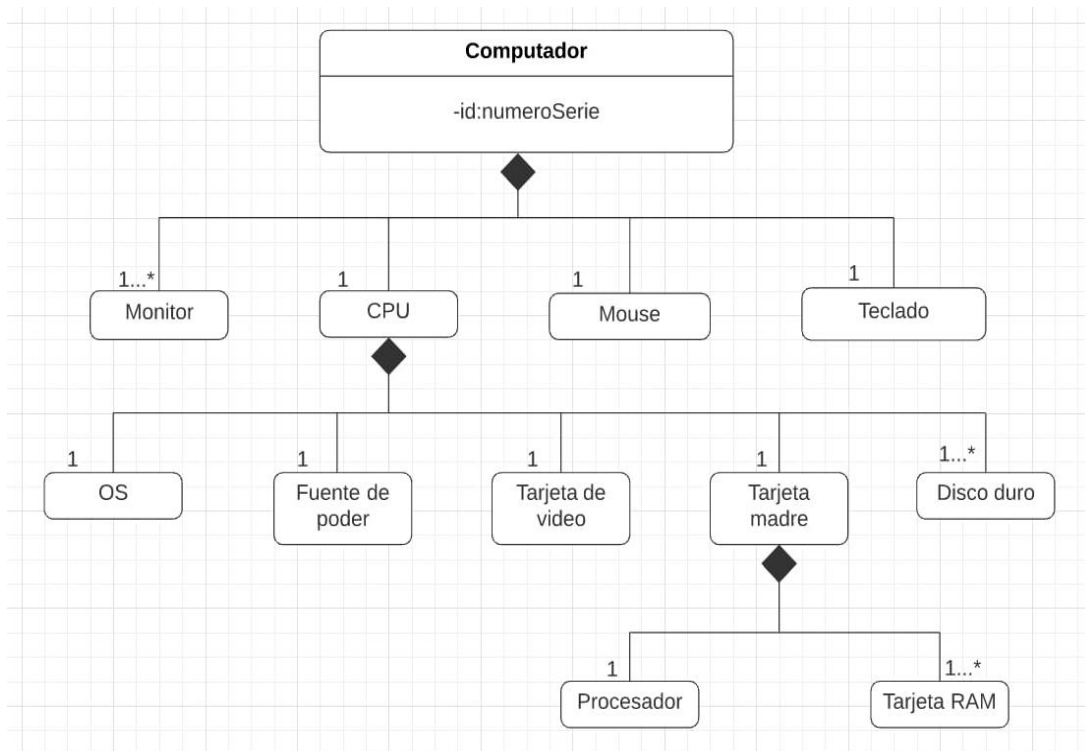 Computador
-id:numeroSerie
1...*
1
1
1
Monitor
CPU
Mouse
Teclado
1
1
1
1
1...*
OS
Fuente de
poder
Tarjeta de
video
Tarjeta
madre
Disco duro
1
1...*
Procesador
Tarjeta RAM